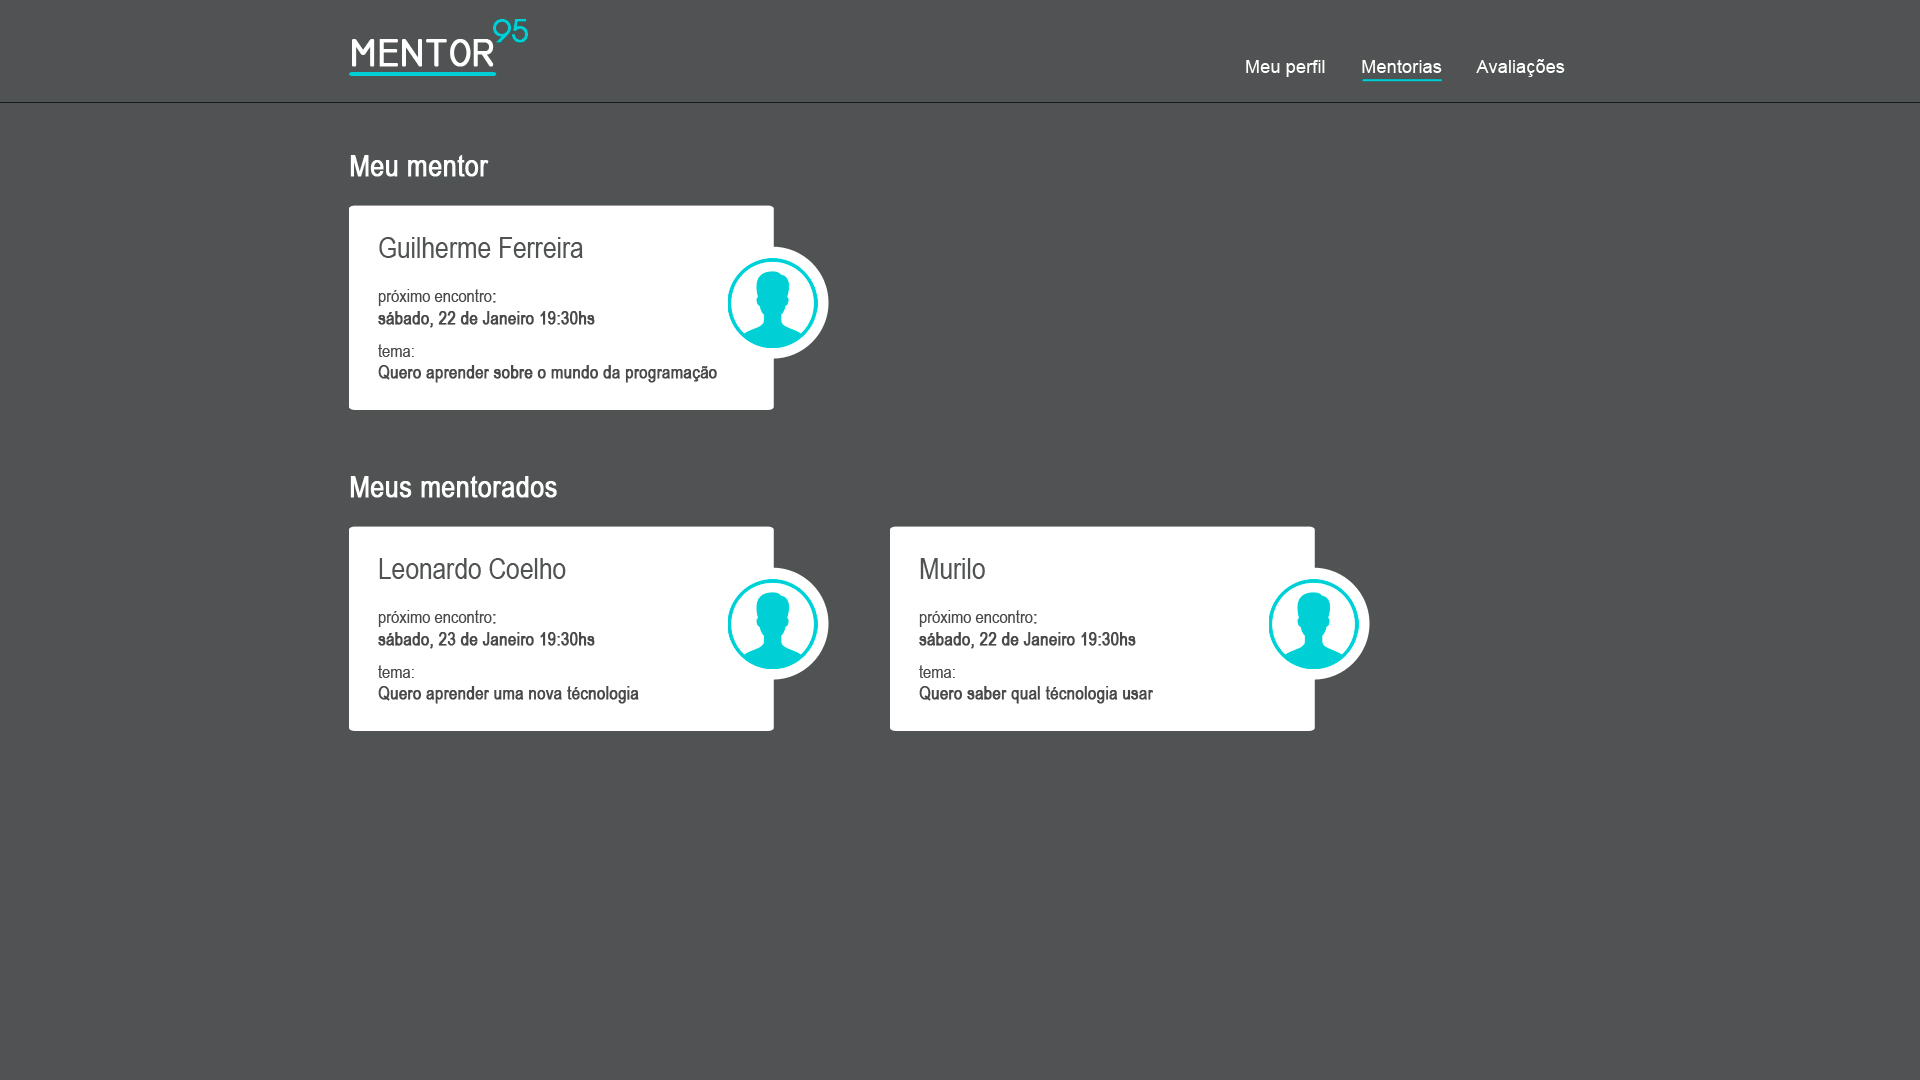 MENTOR 95
Meu perfil Mentorias Avaliações
Meu mentor
Guilherme Ferreira
próximo encontro:
sábado, 22 de Janeiro 19:30hs
tema:
Quero aprender sobre o mundo da programação
Meus mentorados
Leonardo Coelho
próximo encontro:
sábado, 23 de Janeiro 19:30hs
tema:
Quero aprender uma nova técnologia
Murilo
próximo encontro:
sábado, 22 de Janeiro 19:30hs
tema:
Quero saber qual técnologia usar